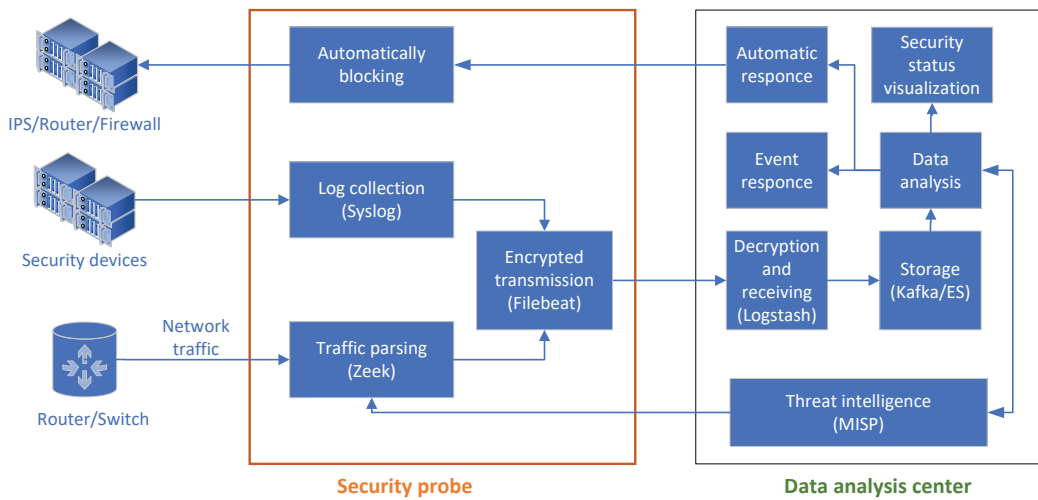 IPS/Router/Firewall
Security devices
Network
traffic
Router/Switch
Automatically
blocking
Log collection
(Syslog)
Encrypted
transmission
(Filebeat)
Traffic parsing
(Zeek)
Security probe
Automatic
responce
Security
status
visualization
Event
responce
Data
analysis
Decryption
and
receiving
(Logstash)
Storage
(Kafka/ES)
Threat intelligence
(MISP)
Data analysis center